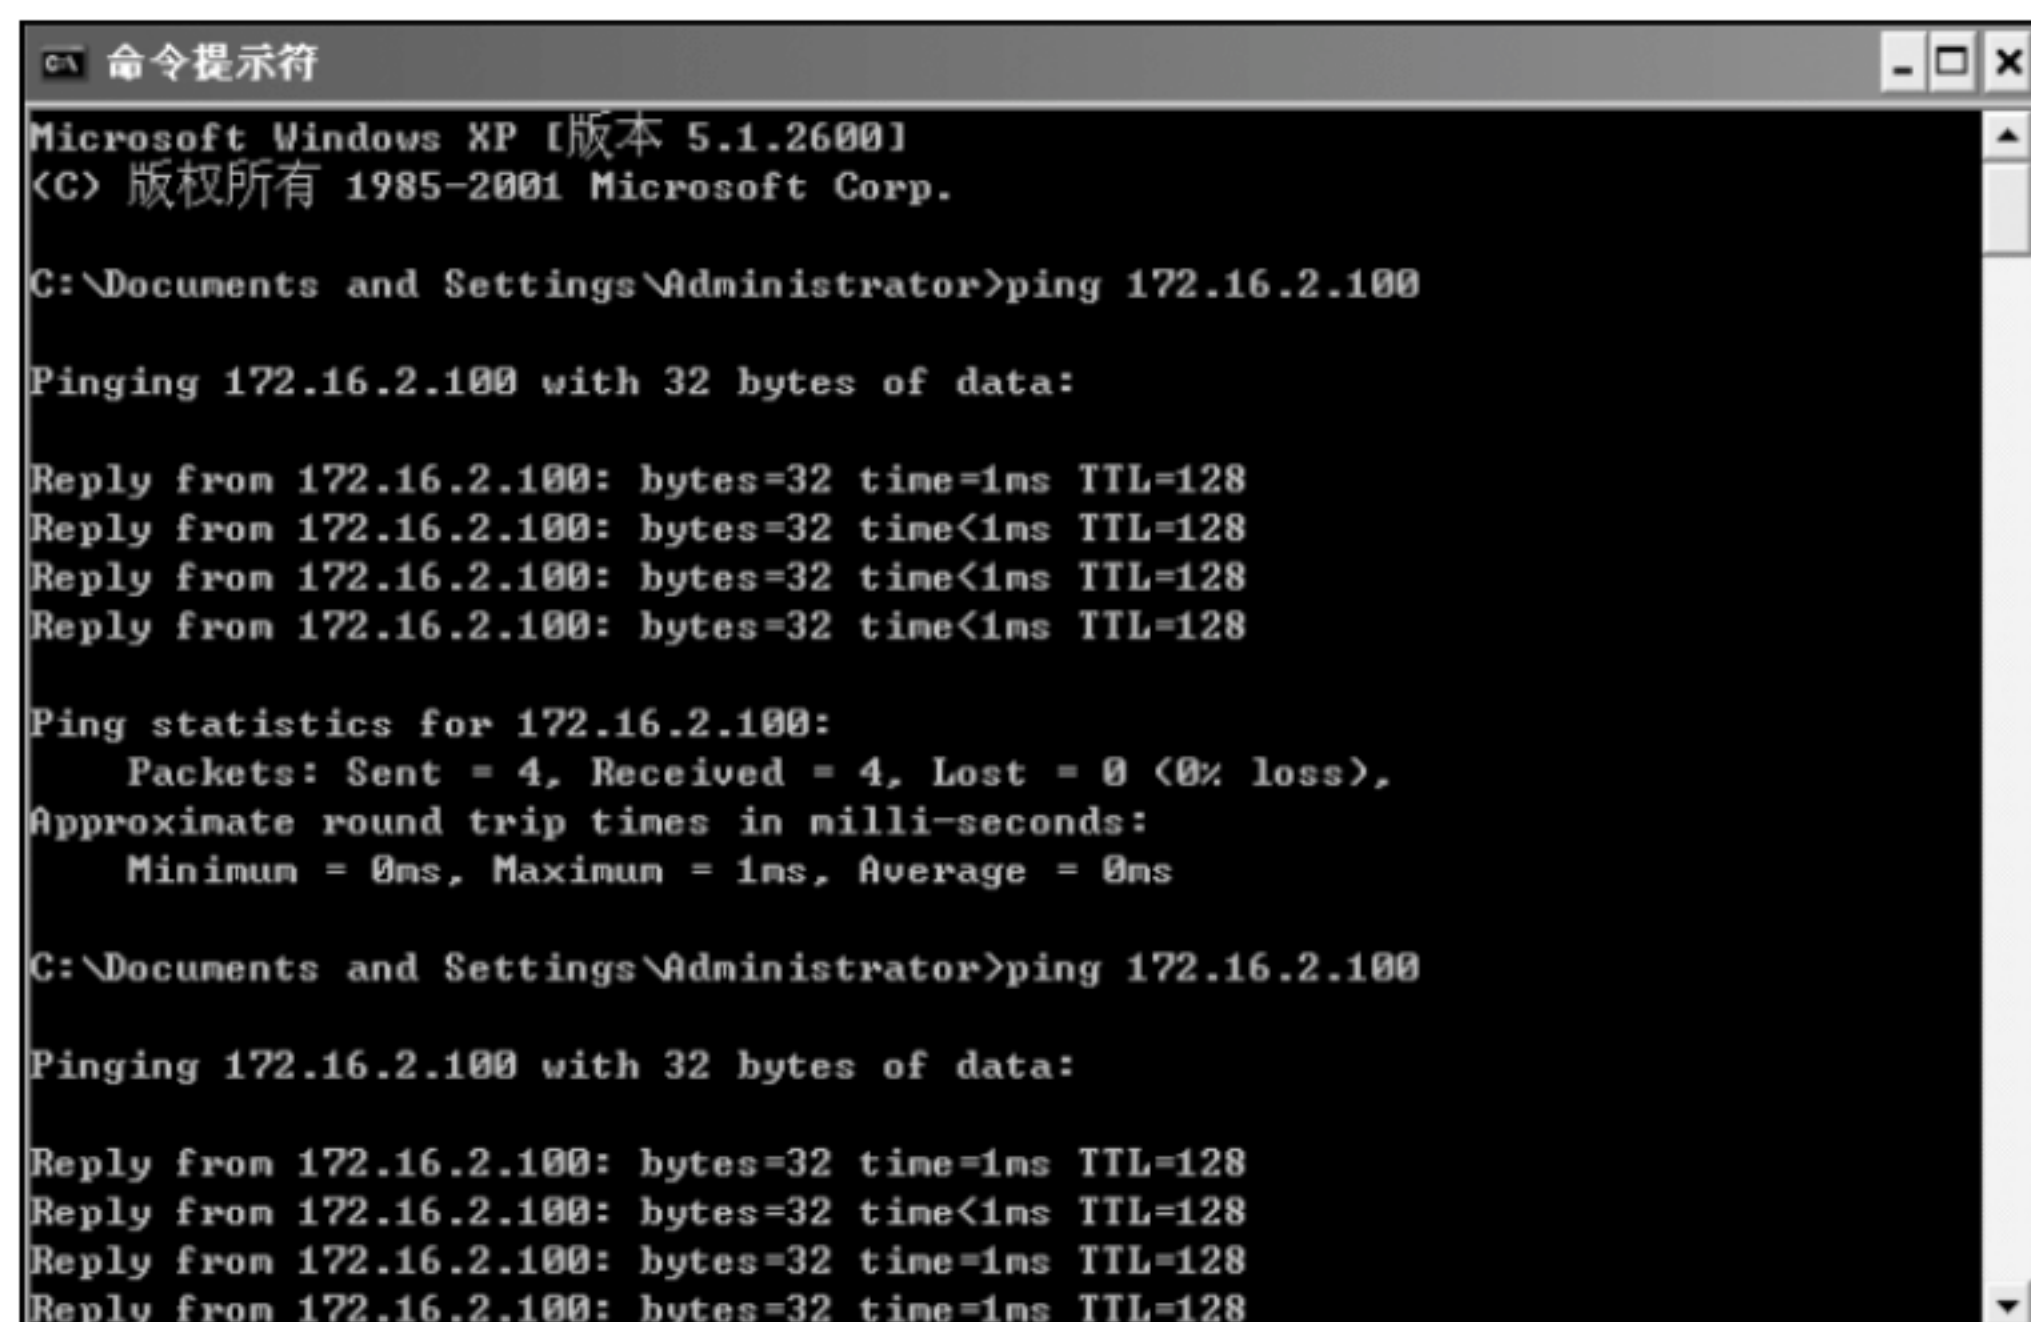 命令提示符
Microsoft Windows XP [版本 5.1.2600]
(C) 版权所有 1985-2001 Microsoft Corp.
C:\Documents and Settings\Administrator>ping 172.16.2.100
Pinging 172.16.2.100 with 32 bytes of data:
Reply from 172.16.2.100: bytes=32 time=1ms TTL=128
Reply from 172.16.2.100: bytes=32 time<1ms TTL=128
Reply from 172.16.2.100: bytes=32 time<1ms TTL=128
Reply from 172.16.2.100: bytes=32 time<1ms TTL=128
Ping statistics for 172.16.2.100:
    Packets: Sent = 4, Received = 4, Lost = 0 (0% loss),
Approximate round trip times in milli-seconds:
    Minimum = 0ms, Maximum = 1ms, Average = 0ms
C:\Documents and Settings\Administrator>ping 172.16.2.100
Pinging 172.16.2.100 with 32 bytes of data:
Reply from 172.16.2.100: bytes=32 time=1ms TTL=128
Reply from 172.16.2.100: bytes=32 time<1ms TTL=128
Reply from 172.16.2.100: bytes=32 time=1ms TTL=128
Reply from 172.16.2.100: bytes=32 time=1ms TTL=128